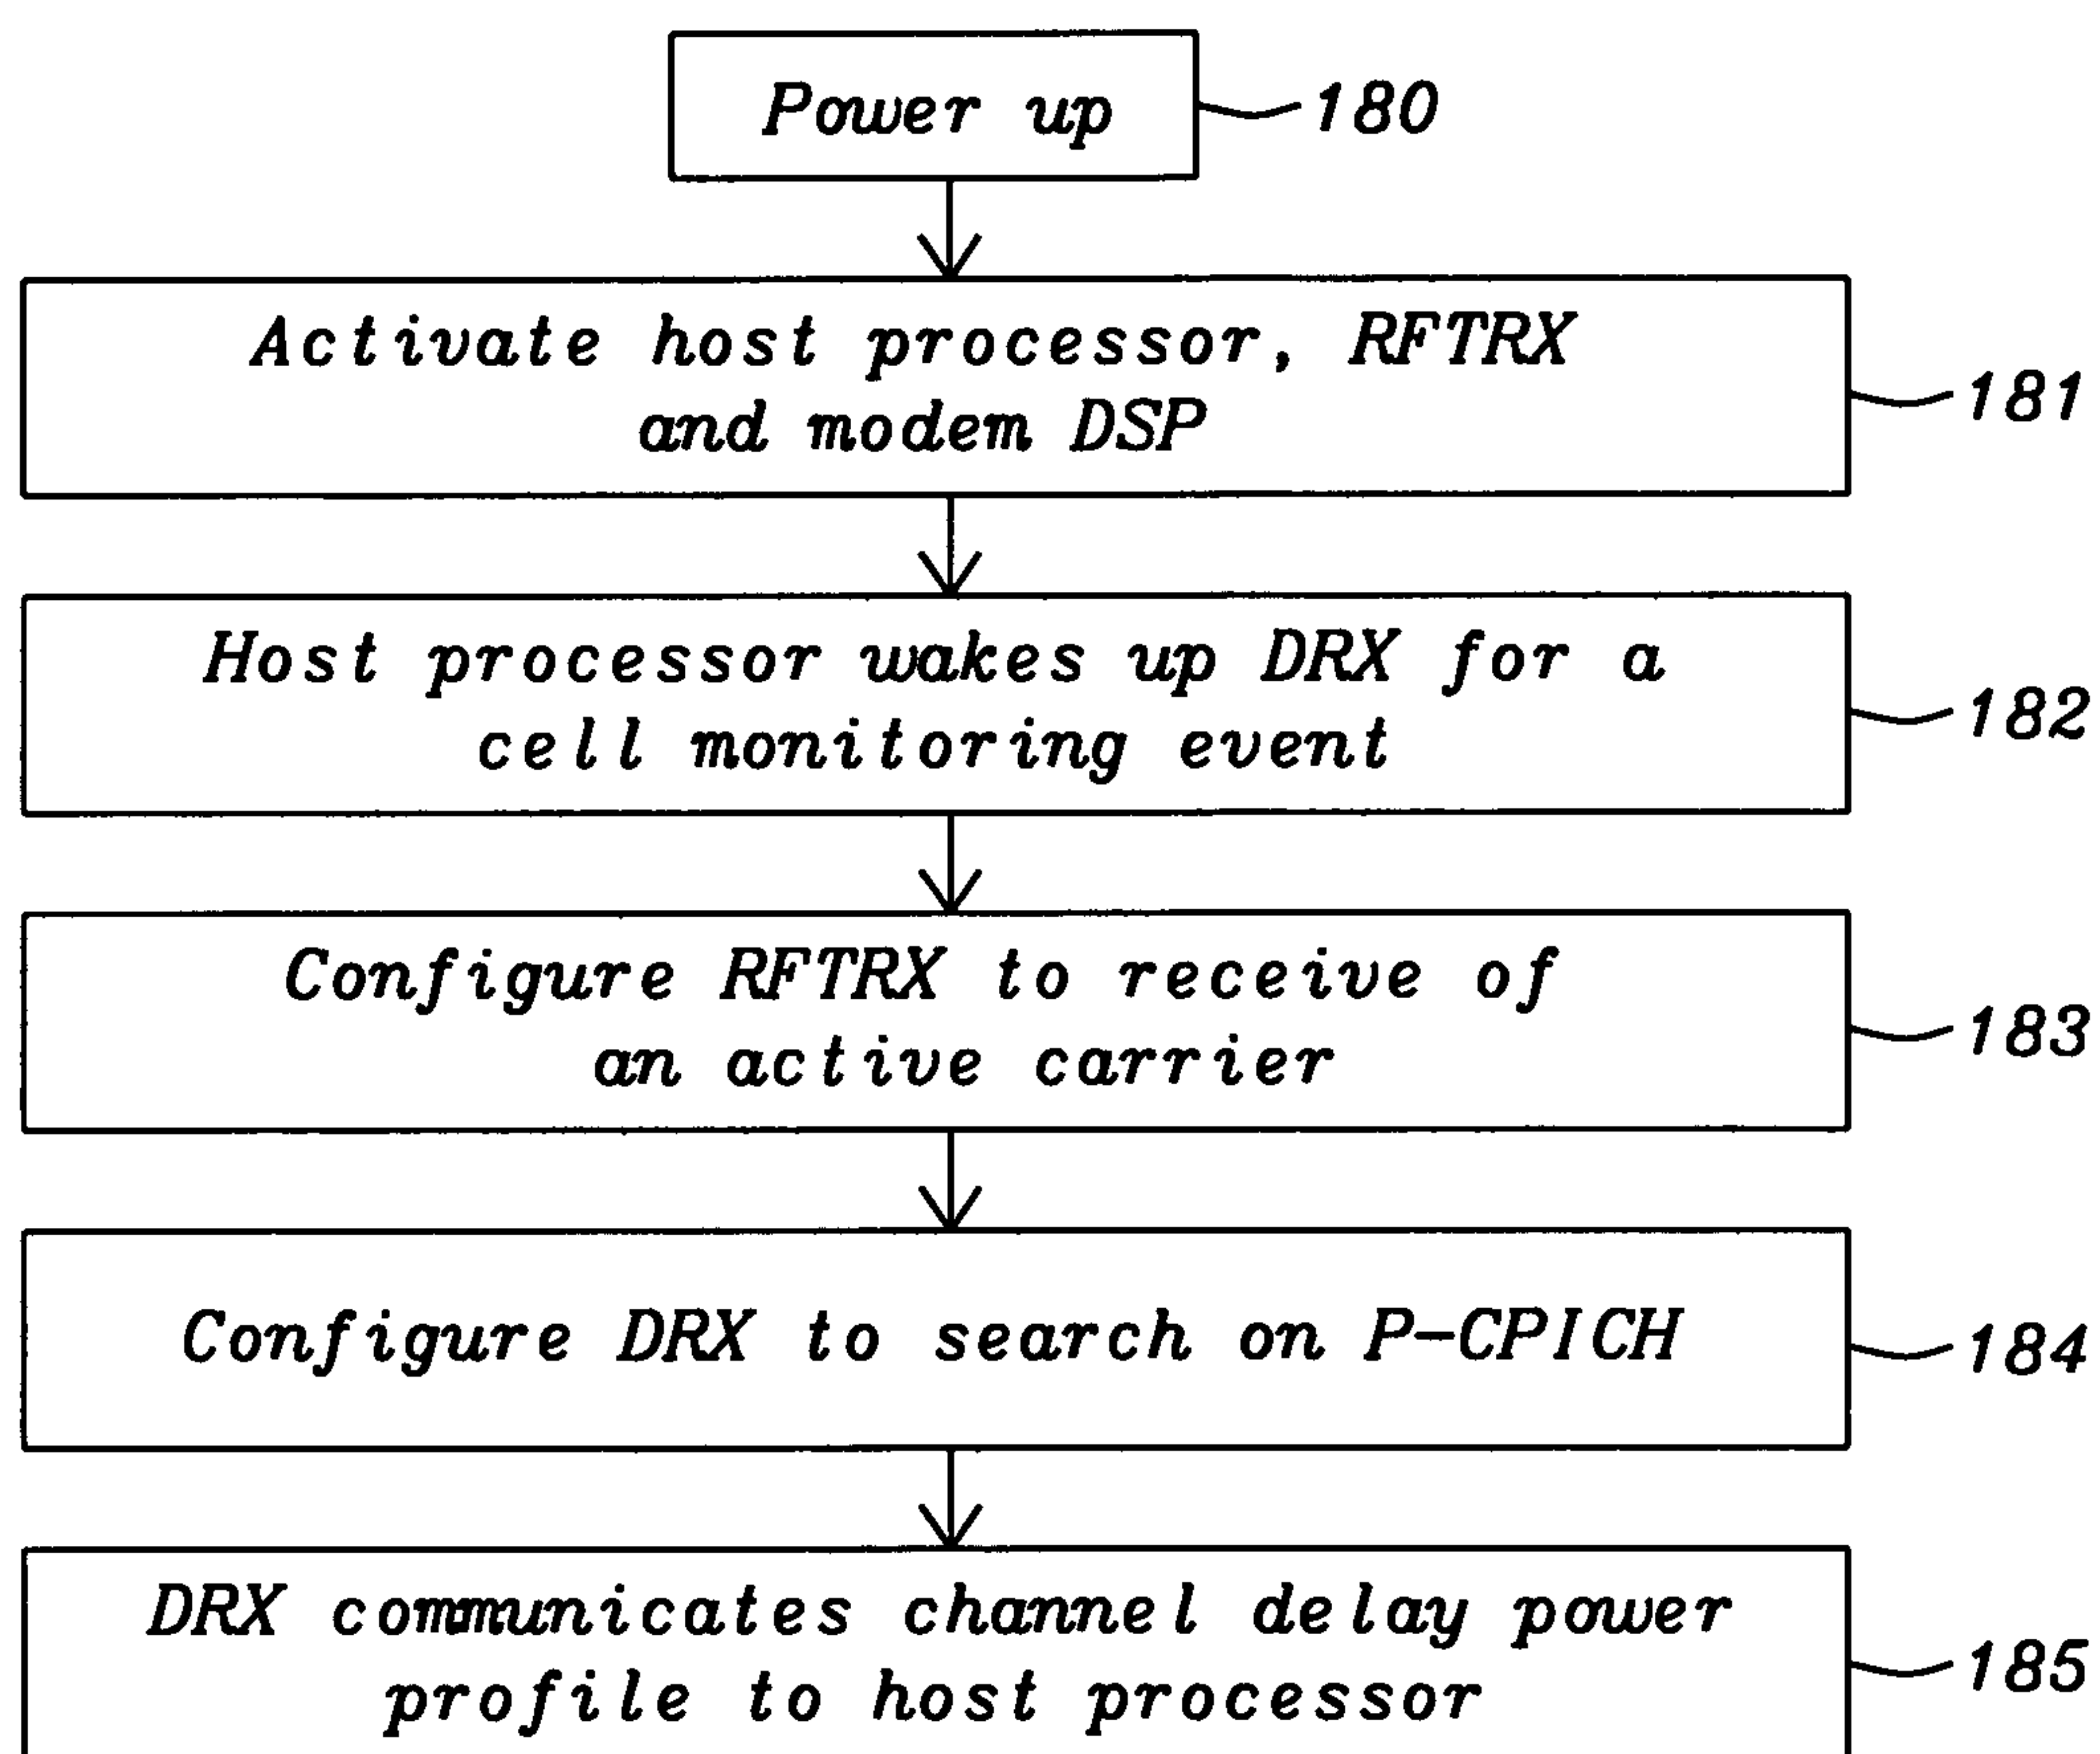 Power up
180
Activate host processor, RFTRX
and modem DSP
181
Host processor wakes up DRX for a
cell monitoring event
182
Configure RFTRX to receive of
an active carrier
183
Configure DRX to search on P-CPICH
184
DRX communicates channel delay power
profile to host processor
185